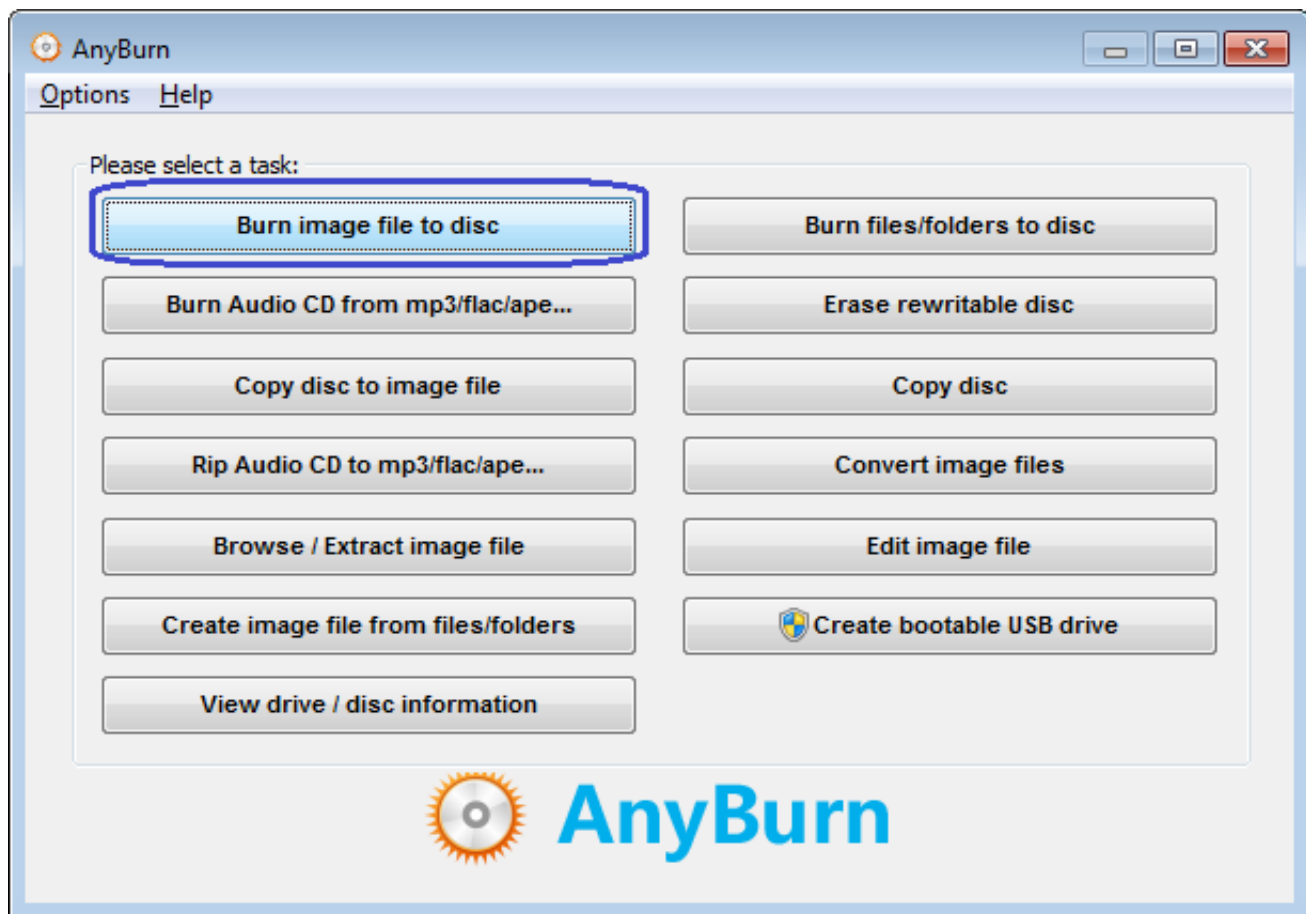 AnyBurn
Options Help
Please select a task:
Burn image file to disc
Burn files/folders to disc
Burn Audio CD from mp3/flac/ape...
Erase rewritable disc
Copy disc to image file
Copy disc
Rip Audio CD to mp3/flac/ape...
Convert image files
Browse / Extract image file
Edit image file
Create image file from files/folders
Create bootable USB drive
View drive / disc information
AnyBurn